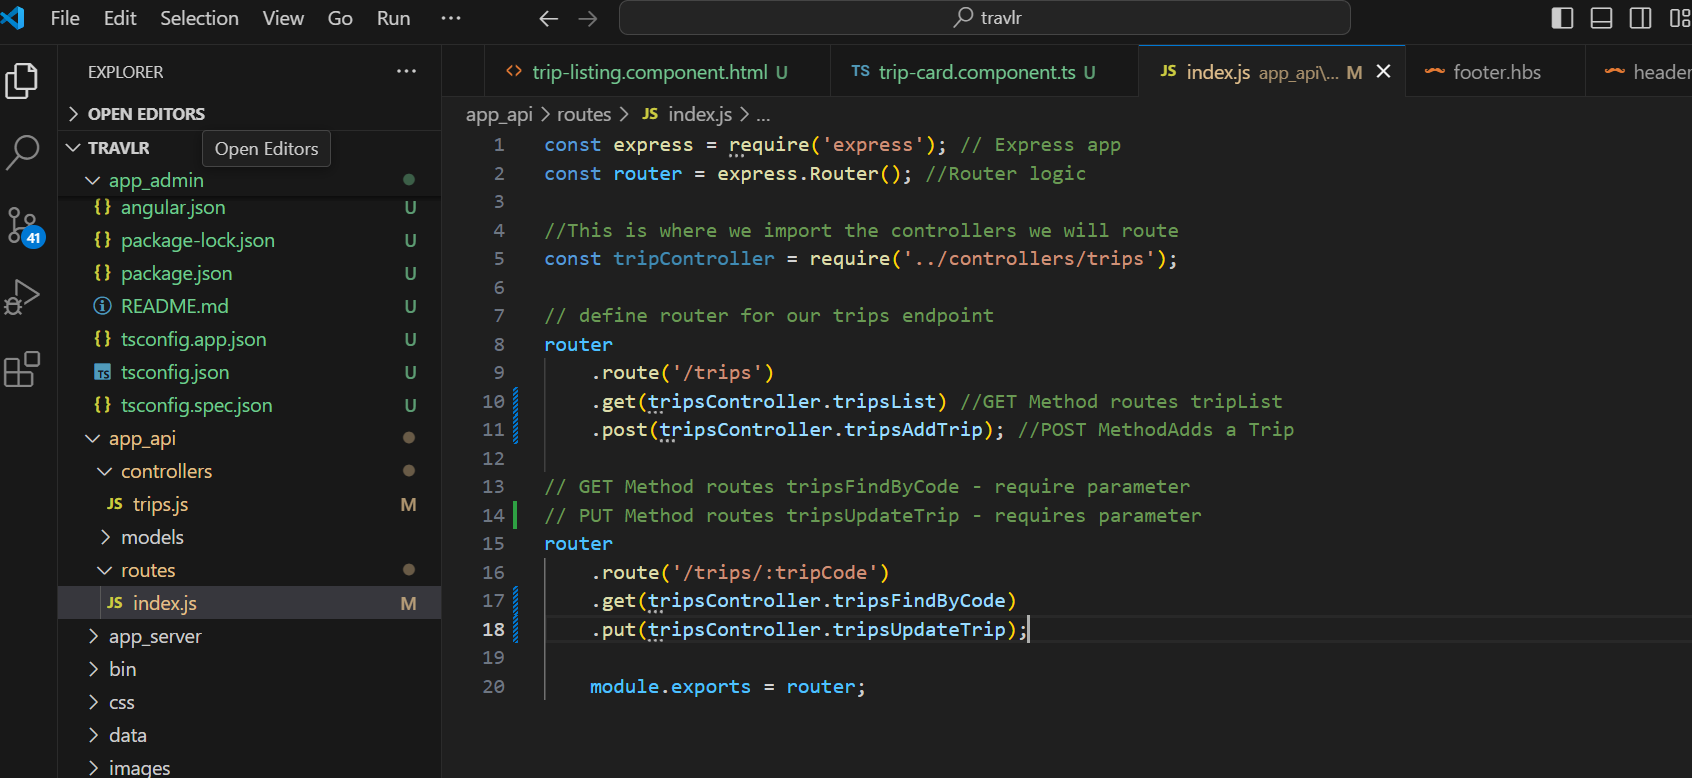 File Edit Selection View Go Run ...
travlr
EXPLORER ...
OPEN EDITORS
TRAVLR
Open Editors
app_admin
{} angular.json U
{} package-lock.json U
{} package.json U
README.md U
{} tsconfig.app.json U
TS tsconfig.json U
{} tsconfig.spec.json U
app_api
controllers
JS trips.js M
models
routes
JS index.js M
app_server
bin
css
data
images
41
<> trip-listing.component.html U
TS trip-card.component.ts U
JS index.js app_api\... M
footer.hbs
header
app_api > routes > JS index.js > ...
1 const express = require('express'); // Express app
2 const router = express.Router(); //Router logic
3
4 //This is where we import the controllers we will route
5 const tripController = require('../controllers/trips');
6
7 // define router for our trips endpoint
8 router
9 .route('/trips')
10 .get(tripsController.tripsList) //GET Method routes tripList
11 .post(tripsController.tripsAddTrip); //POST MethodAdds a Trip
12
13 // GET Method routes tripsFindByCode - require parameter
14 // PUT Method routes tripsUpdateTrip - requires parameter
15 router
16 .route('/trips/:tripCode')
17 .get(tripsController.tripsFindByCode)
18 .put(tripsController.tripsUpdateTrip);
19
20 module.exports = router;